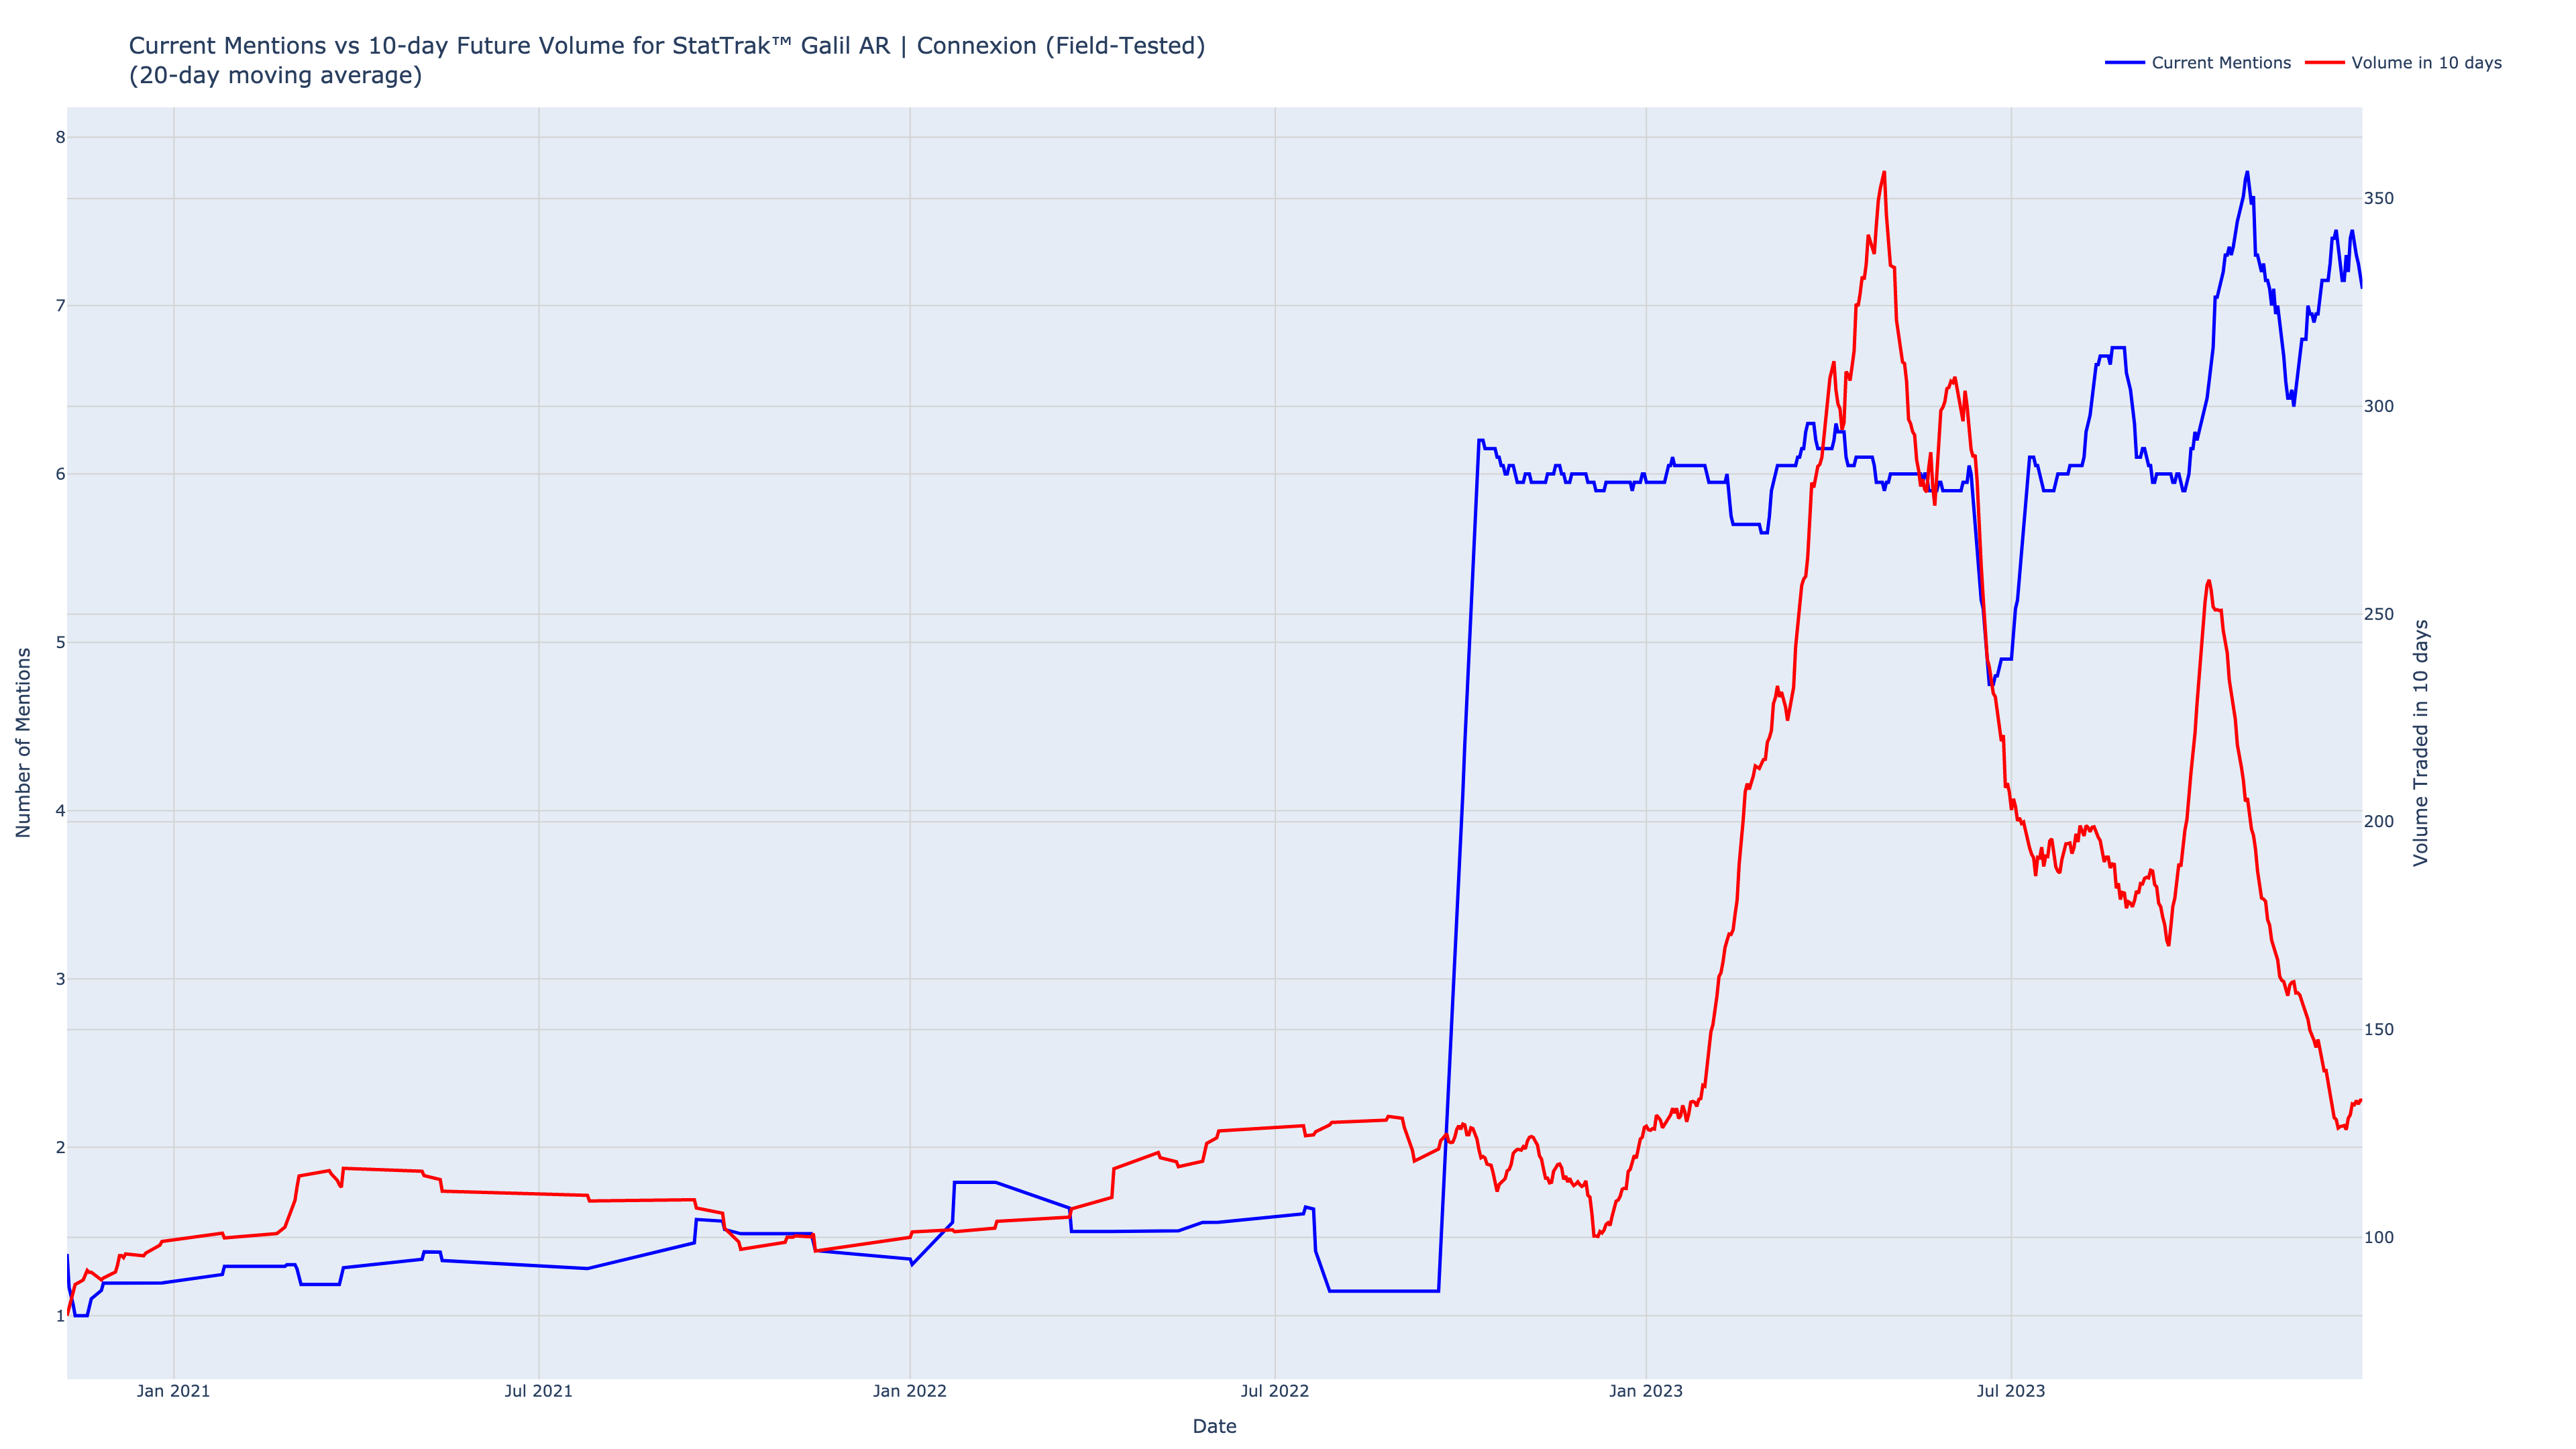 Current Mentions vs 10-day Future Volume for StatTrak™ Galil AR | Connexion (Field-Tested)
(20-day moving average)
Current Mentions
Volume in 10 days
8
7
6
5
4
3
2
1
Number of Mentions
350
300
250
200
150
100
Volume Traded in 10 days
Jan 2021
Jul 2021
Jan 2022
Jul 2022
Jan 2023
Jul 2023
Date